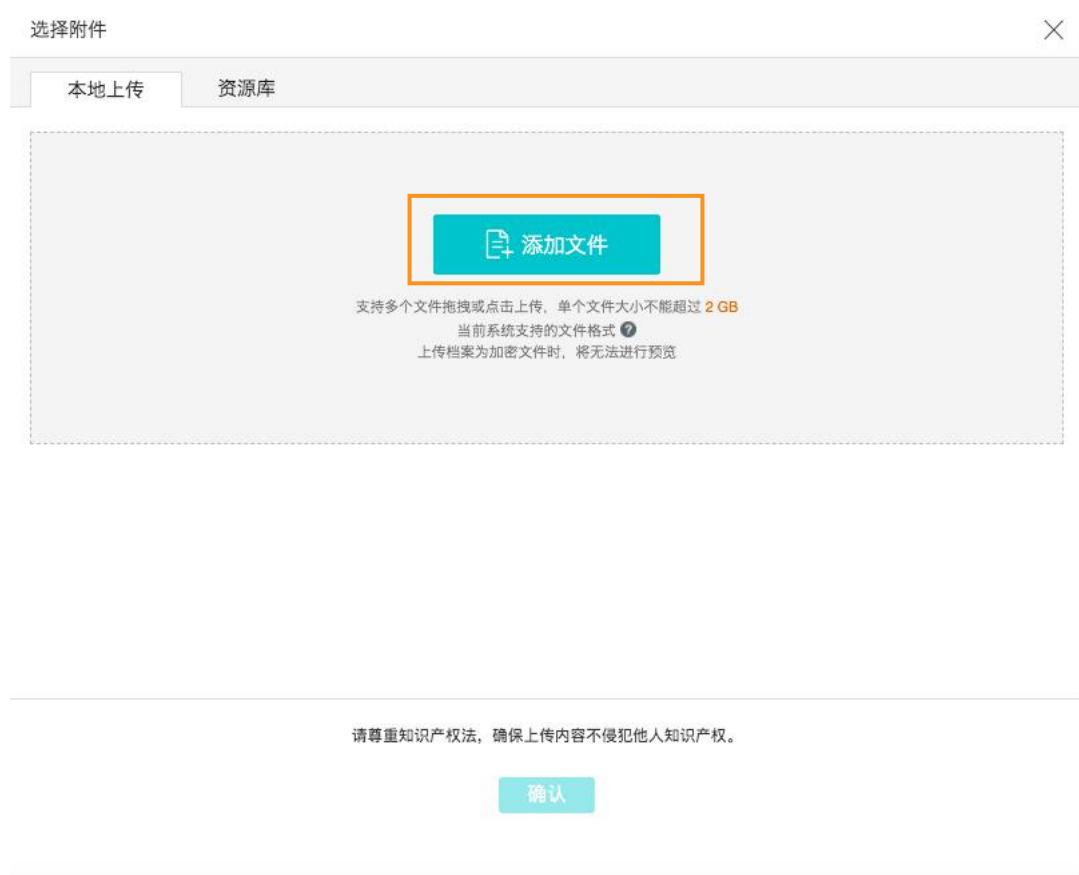 选择附件
本地上传
资源库
添加文件
支持多个文件拖拽或点击上传，单个文件大小不能超过 2 GB
当前系统支持的文件格式 ?
上传档案为加密文件时，将无法进行预览
请尊重知识产权法，确保上传内容不侵犯他人知识产权。
确认